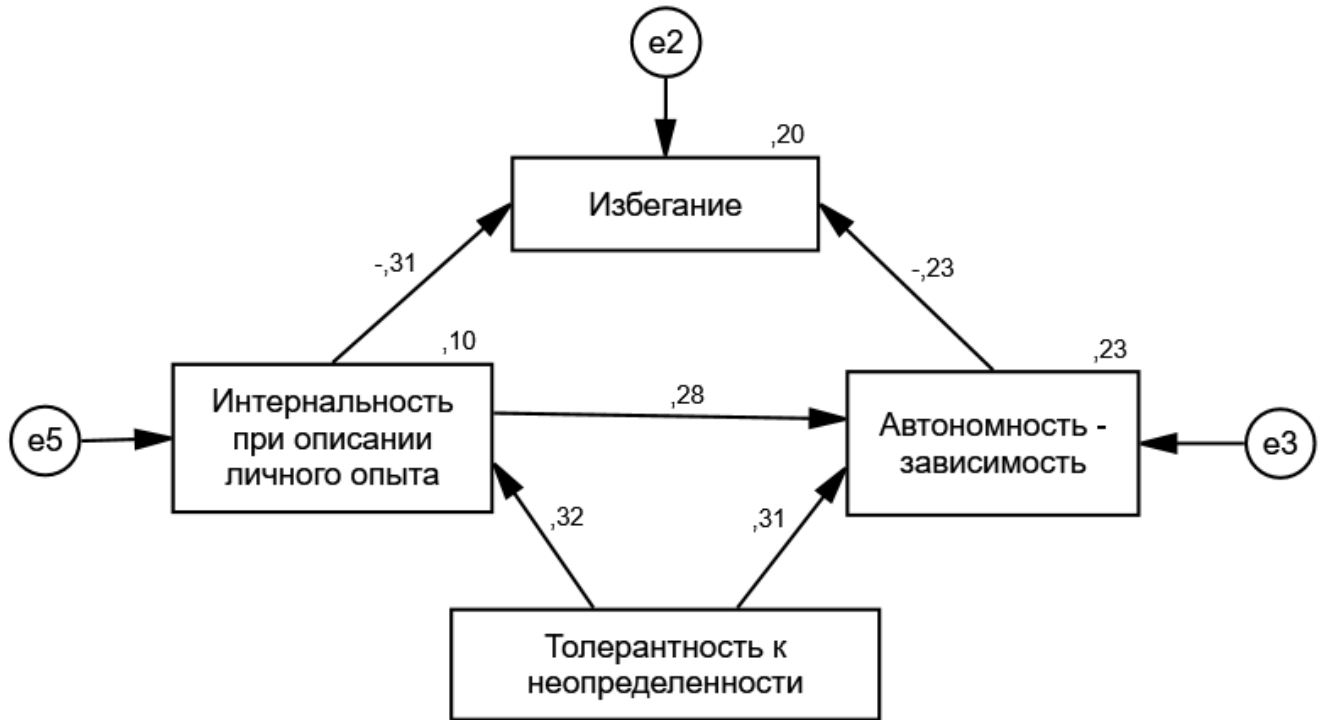 e2
,20
Избегание
-,31
-,23
,10
,23
Интернальность
при описании
личного опыта
,28
Автономность -
зависимость
e5
e3
,32
,31
Толерантность к
неопределенности